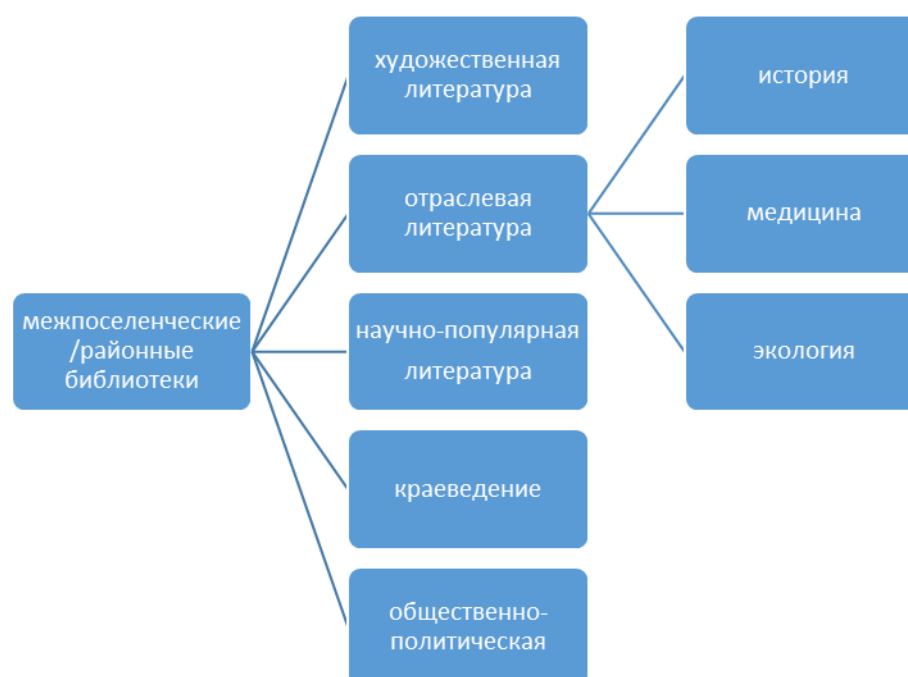 межпоселенческие
/районные
библиотеки
художественная
литература
отраслевая
литература
научно-популярная
литература
краеведение
общественно-
политическая
история
медицина
экология